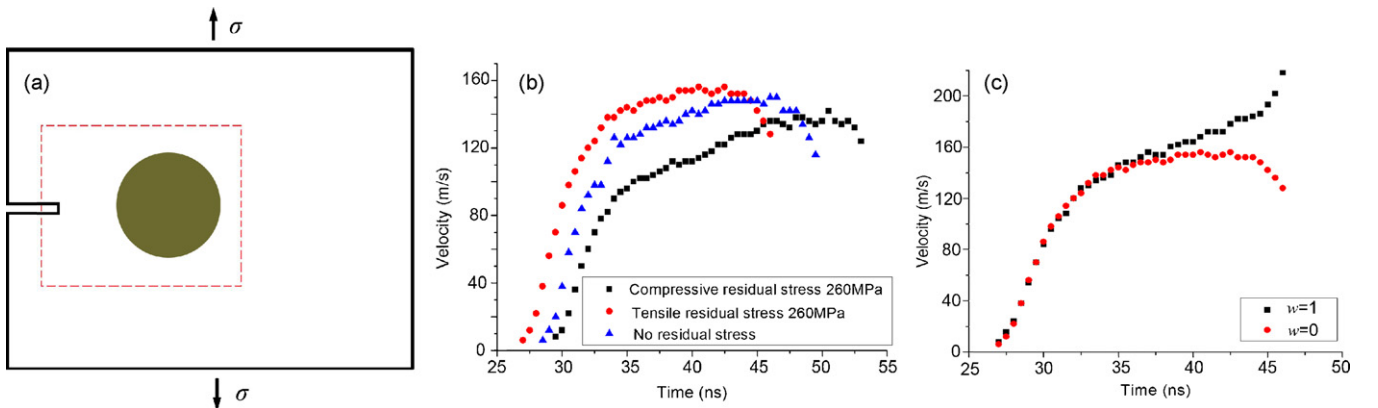 σ
(a)
σ
(b)
Velocity (m/s)
160
120
80
40
0
25 30 35 40 45 50 55
Time (ns)
Compressive residual stress 260MPa
Tensile residual stress 260MPa
No residual stress
(c)
Velocity (m/s)
200
160
120
80
40
0
25 30 35 40 45 50
Time (ns)
w=1
w=0